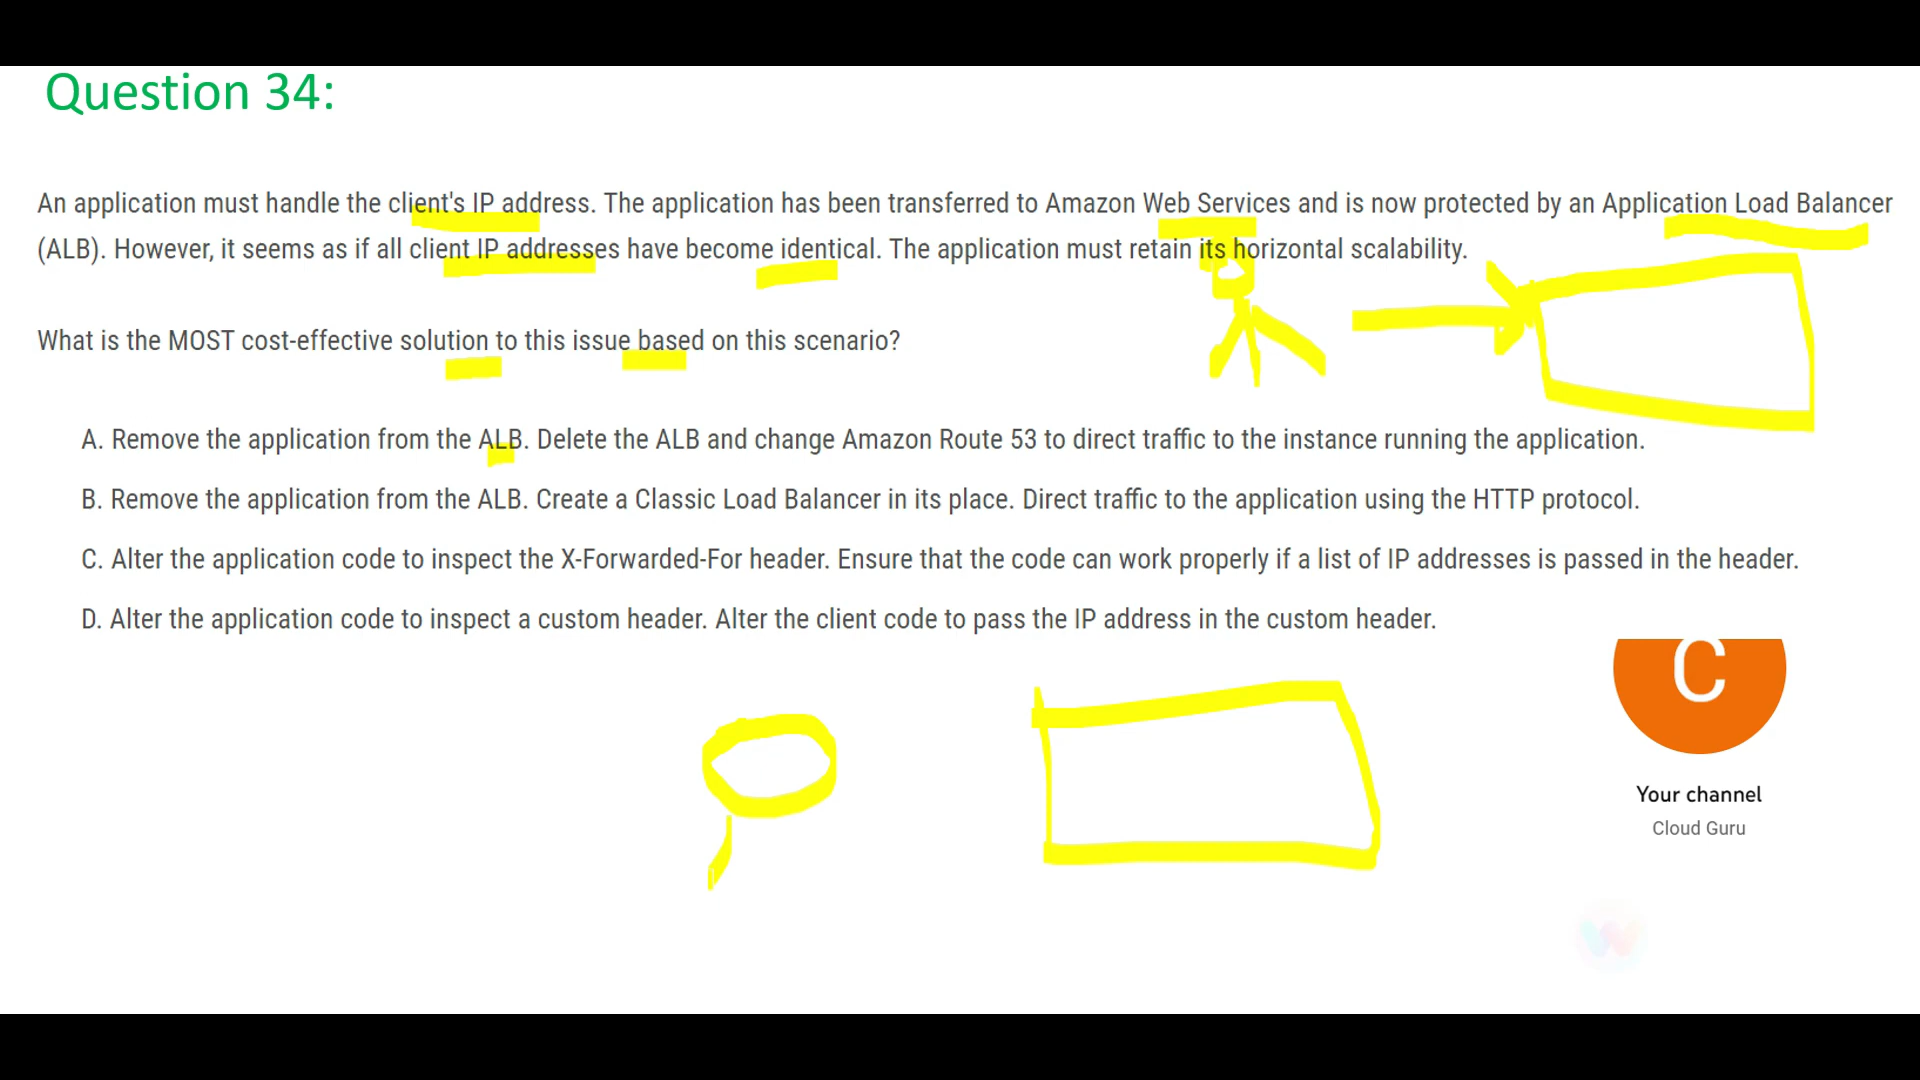 Question 34:
An application must handle the client's IP address. The application has been transferred to Amazon Web Services and is now protected by an Application Load Balancer
(ALB). However, it seems as if all client IP addresses have become identical. The application must retain its horizontal scalability.
What is the MOST cost-effective solution to this issue based on this scenario?
A. Remove the application from the ALB. Delete the ALB and change Amazon Route 53 to direct traffic to the instance running the application.
B. Remove the application from the ALB. Create a Classic Load Balancer in its place. Direct traffic to the application using the HTTP protocol.
C. Alter the application code to inspect the X-Forwarded-For header. Ensure that the code can work properly if a list of IP addresses is passed in the header.
D. Alter the application code to inspect a custom header. Alter the client code to pass the IP address in the custom header.
C
Your channel
Cloud Guru
W